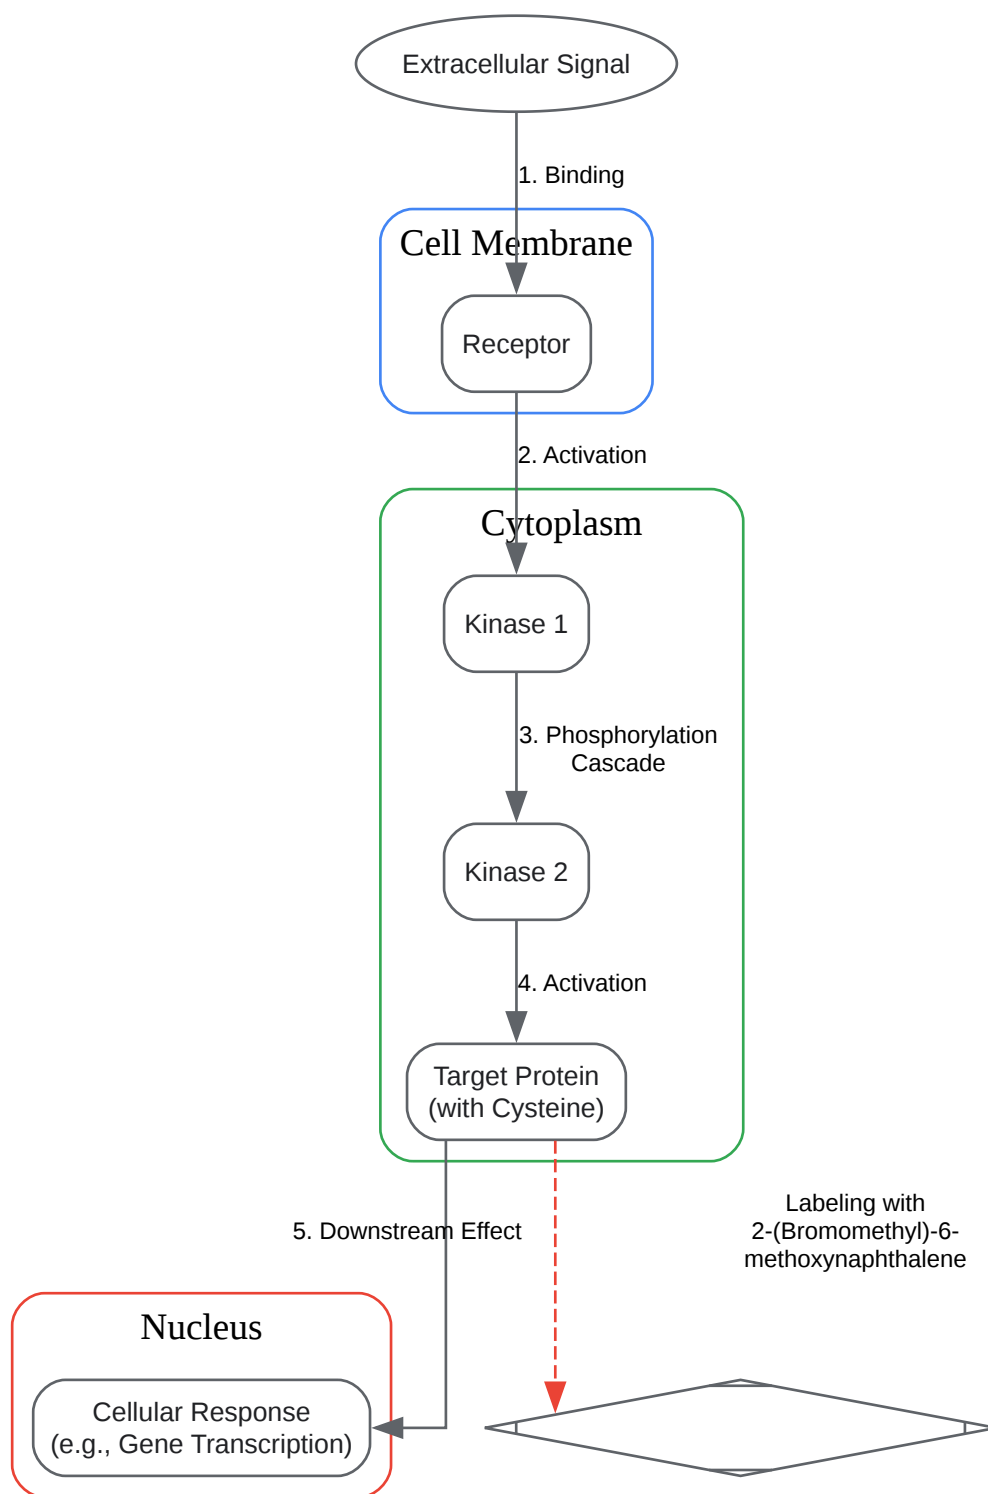 Extracellular Signal
1. Binding
Cell Membrane
Receptor
2. Activation
Cytoplasm
Kinase 1
3. Phosphorylation
Cascade
Kinase 2
4. Activation
Target Protein
(with Cysteine)
Labeling with
2-(Bromomethyl)-6-
methoxynaphthalene
5. Downstream Effect
Nucleus
Cellular Response
(e.g., Gene Transcription)